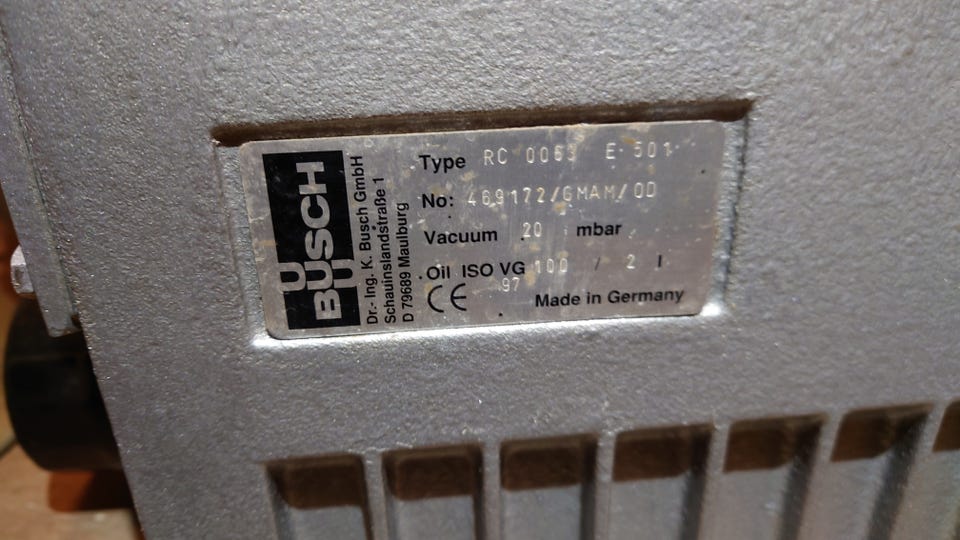 BUSCH
Dr.- Ing. K. Busch GmbH
Schauinslandstraße 1
D 79689 Maulburg
Type RC 0063 E 501
No: 469172/GMAM/OD
Vacuum 20 mbar
Oil ISO VG 100 / 2 l
CE 97
Made in Germany